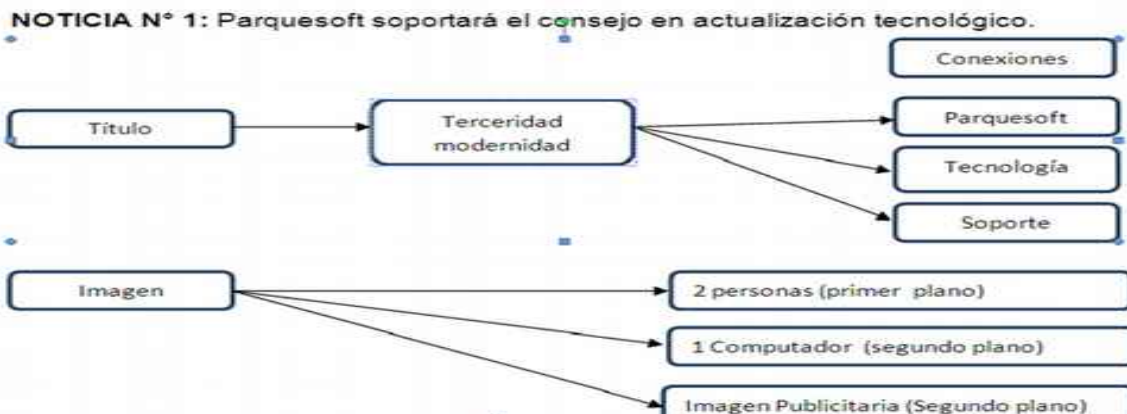 NOTICIA N° 1: Parquesoft soportará el consejo en actualización tecnológico.
Conexiones
Título
Terceridad
modernidad
Parquesoft
Tecnología
Soporte
Imagen
2 personas (primer plano)
1 Computador (segundo plano)
Imagen Publicitaria (Segundo plano)